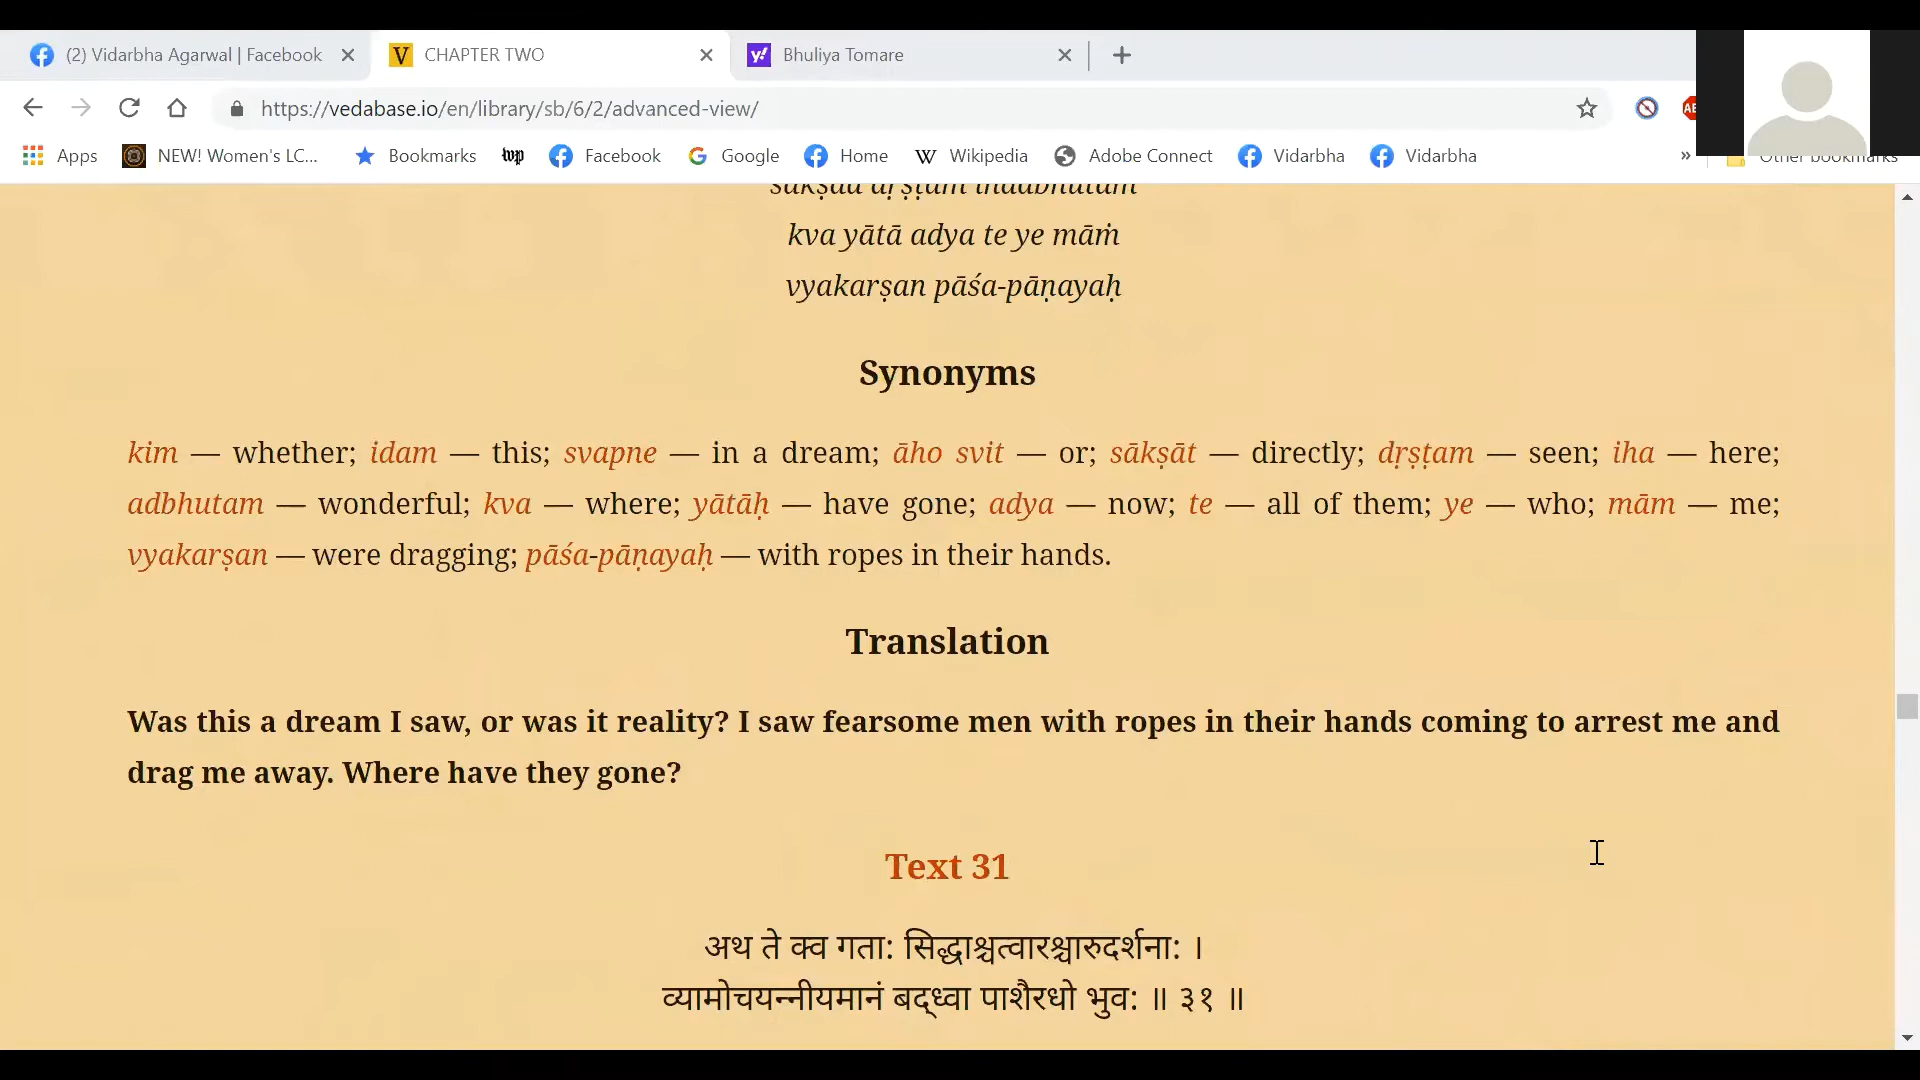 (2) Vidarbha Agarwal | Facebook
CHAPTER TWO
Bhuliya Tomare
https://vedabase.io/en/library/sb/6/2/advanced-view/
Apps NEW! Women's LC... Bookmarks wp Facebook Google Home W Wikipedia Adobe Connect Vidarbha Vidarbha » Other bookmarks
sākṣād dṛṣṭam ihādbhutam
kva yātā adya te ye māṁ
vyakarṣan pāśa-pāṇayaḥ
Synonyms
kim — whether; idam — this; svapne — in a dream; āho svit — or; sākṣāt — directly; dṛṣṭam — seen; iha — here;
adbhutam — wonderful; kva — where; yātāḥ — have gone; adya — now; te — all of them; ye — who; mām — me;
vyakarṣan — were dragging; pāśa-pāṇayaḥ — with ropes in their hands.
Translation
Was this a dream I saw, or was it reality? I saw fearsome men with ropes in their hands coming to arrest me and
drag me away. Where have they gone?
Text 31
अथ ते क्व गता: सिद्धाश्चत्वारश्चारुदर्शना: ।
व्यामोचयन्नीयमानं बद्ध्वा पाशैरधो भुव: ॥ ३१ ॥